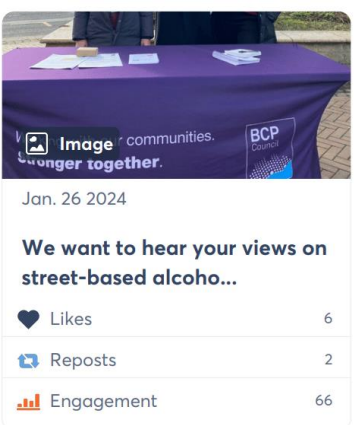 r communities.
BCP
Council
Image
onger together.
Jan. 26 2024
We want to hear your views on
street-based alcoho...
Likes 6
Reposts 2
Engagement 66